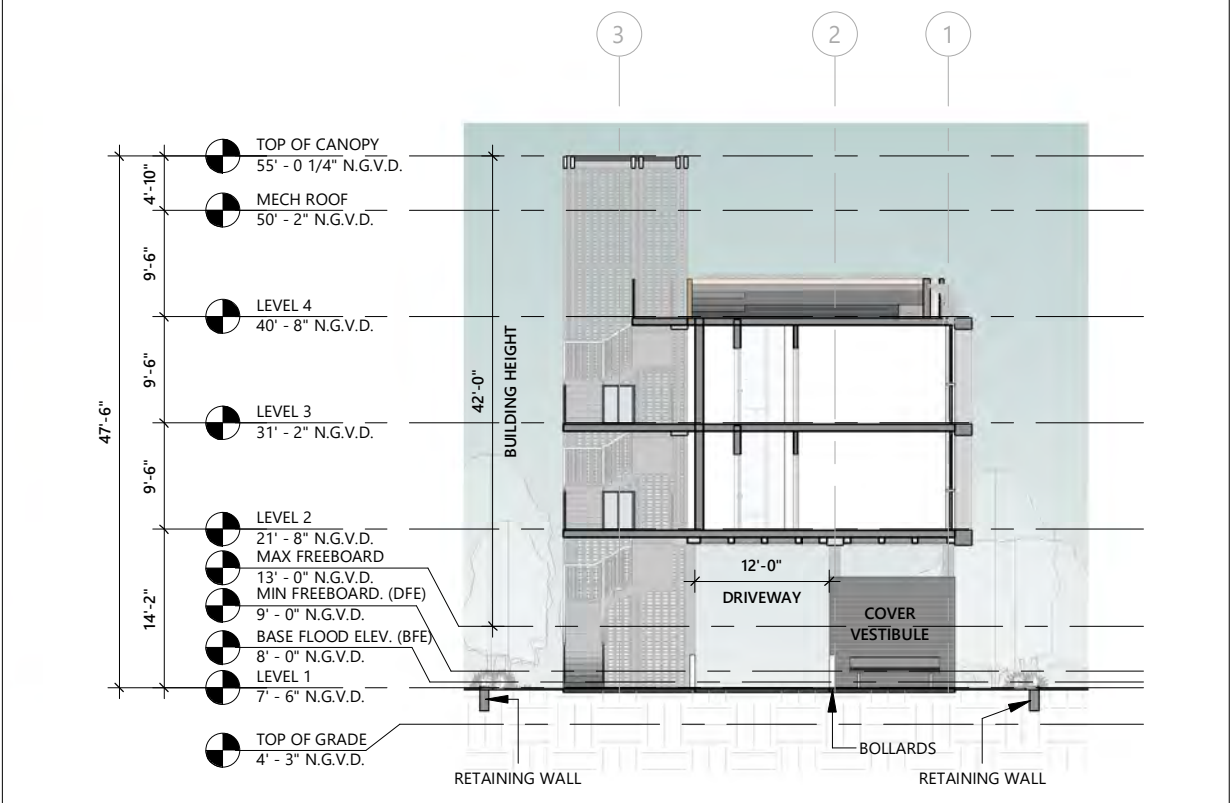 3
2
1
TOP OF CANOPY
55' - 0 1/4" N.G.V.D.
4'-10"
MECH ROOF
50' - 2" N.G.V.D.
9'-6"
LEVEL 4
40' - 8" N.G.V.D.
9'-6"
42'-0"
BUILDING HEIGHT
47'-6"
LEVEL 3
31' - 2" N.G.V.D.
9'-6"
LEVEL 2
21' - 8" N.G.V.D.
MAX FREEBOARD
13' - 0" N.G.V.D.
MIN FREEBOARD. (DFE)
9' - 0" N.G.V.D.
14'-2"
BASE FLOOD ELEV. (BFE)
8' - 0" N.G.V.D.
LEVEL 1
7' - 6" N.G.V.D.
12'-0"
DRIVEWAY
COVER
VESTIBULE
TOP OF GRADE
4' - 3" N.G.V.D.
BOLLARDS
RETAINING WALL
RETAINING WALL